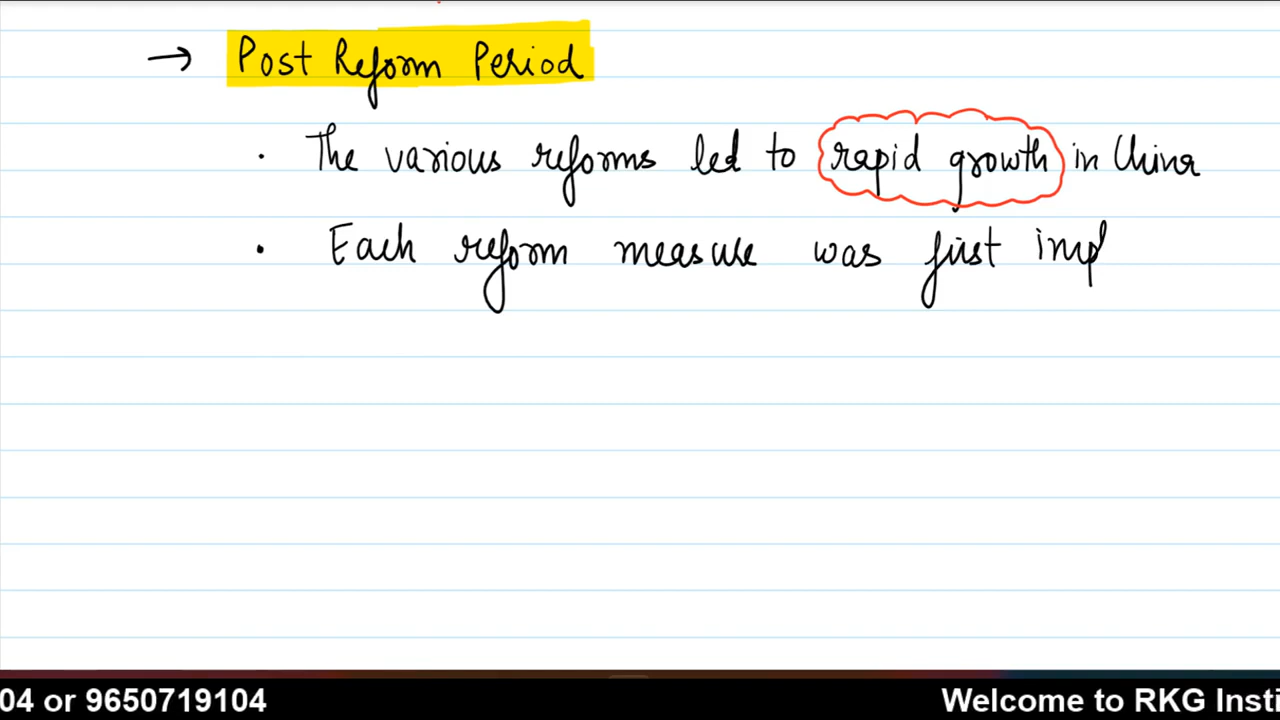 → Post Reform Period
. The various reforms led to rapid growth in China
. Each reform measure was first imp
04 or 9650719104
Welcome to RKG Insti